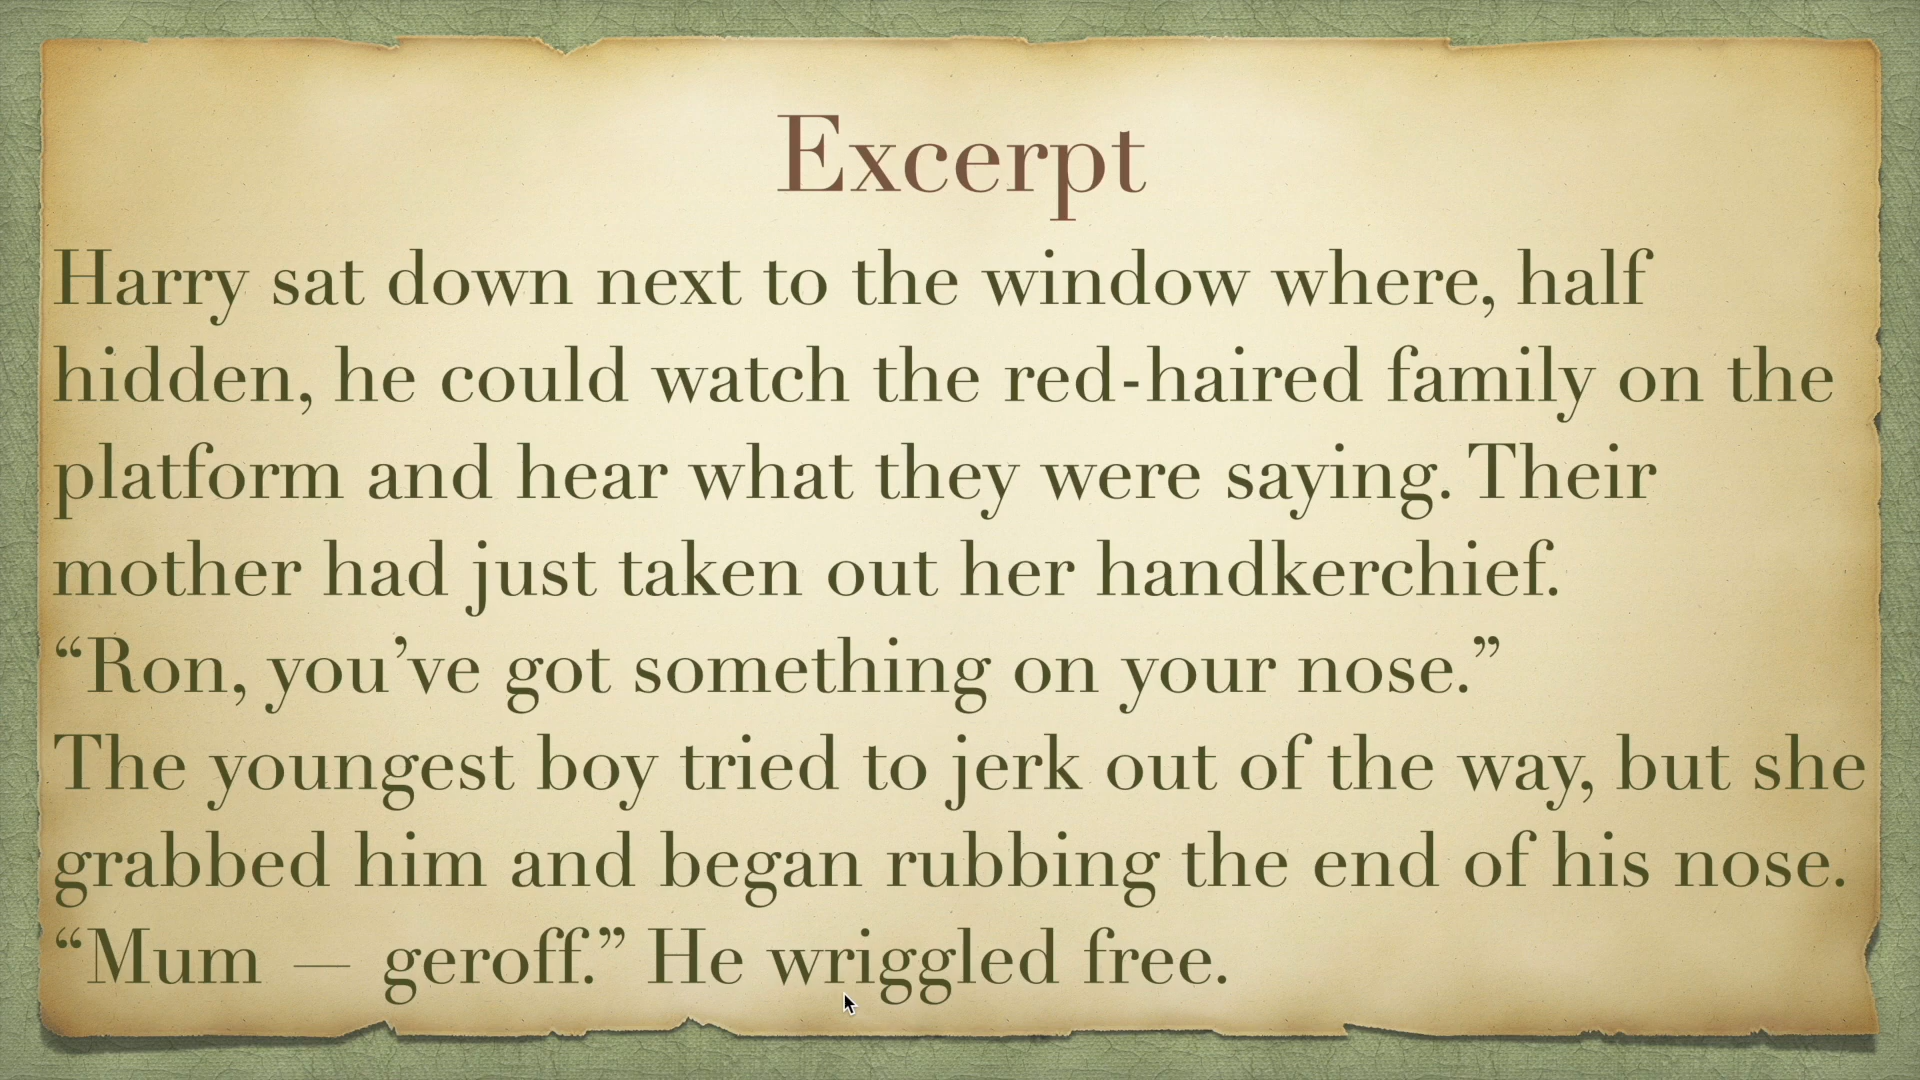 Excerpt
Harry sat down next to the window where, half
hidden, he could watch the red-haired family on the
platform and hear what they were saying. Their
mother had just taken out her handkerchief.
“Ron, you’ve got something on your nose.”
The youngest boy tried to jerk out of the way, but she
grabbed him and began rubbing the end of his nose.
“Mum — geroff.” He wriggled free.